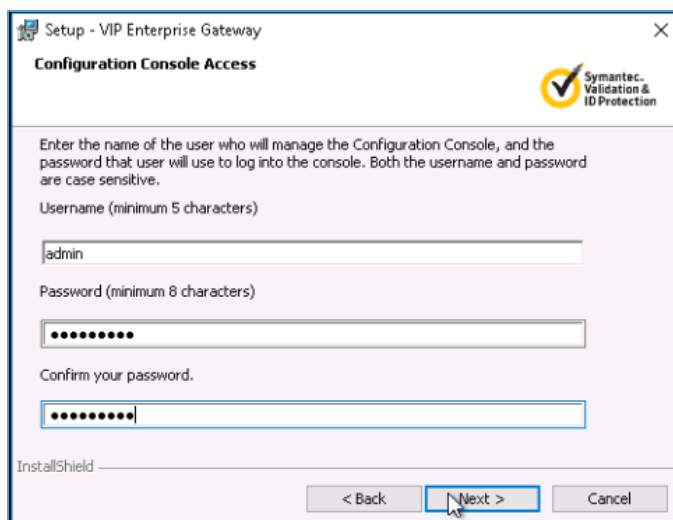 Setup - VIP Enterprise Gateway
Configuration Console Access
Symantec™
Validation &
ID Protection
Enter the name of the user who will manage the Configuration Console, and the
password that user will use to log into the console. Both the username and password
are case sensitive.
Username (minimum 5 characters)
admin
Password (minimum 8 characters)
●●●●●●●●●
Confirm your password.
●●●●●●●●●
InstallShield
< Back Next > Cancel